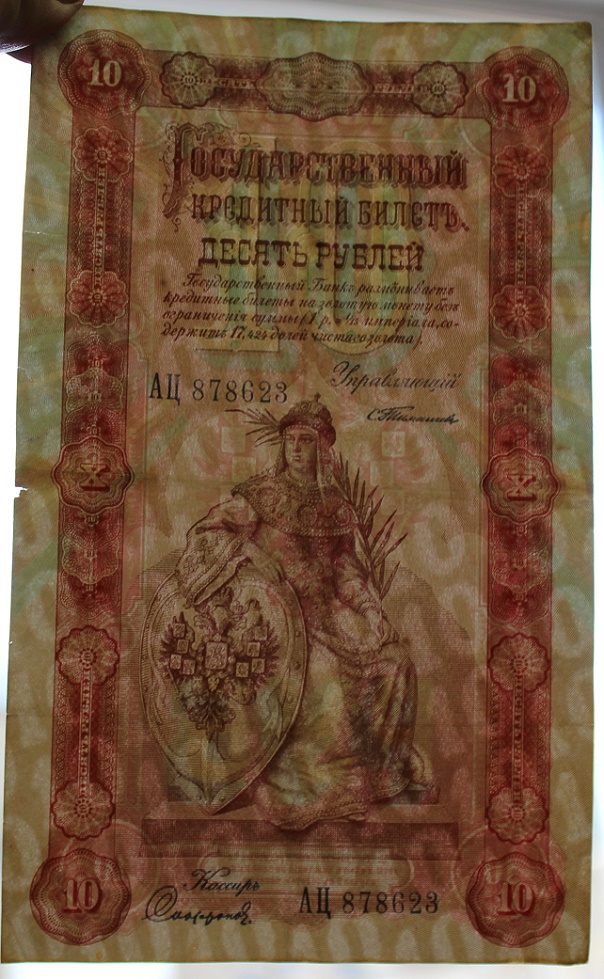 10 10
Государственный
кредитный билетъ.
десять рублей
Государственный Банкъ размѣниваетъ
кредитные билеты на золотую монету безъ
ограниченія суммы (1 р. = 1/15 имперіала, со-
держитъ 17,424 долей чистаго золота).
Управляющій
АЦ 878623
X X
Кассиръ
АЦ 878623
10 10